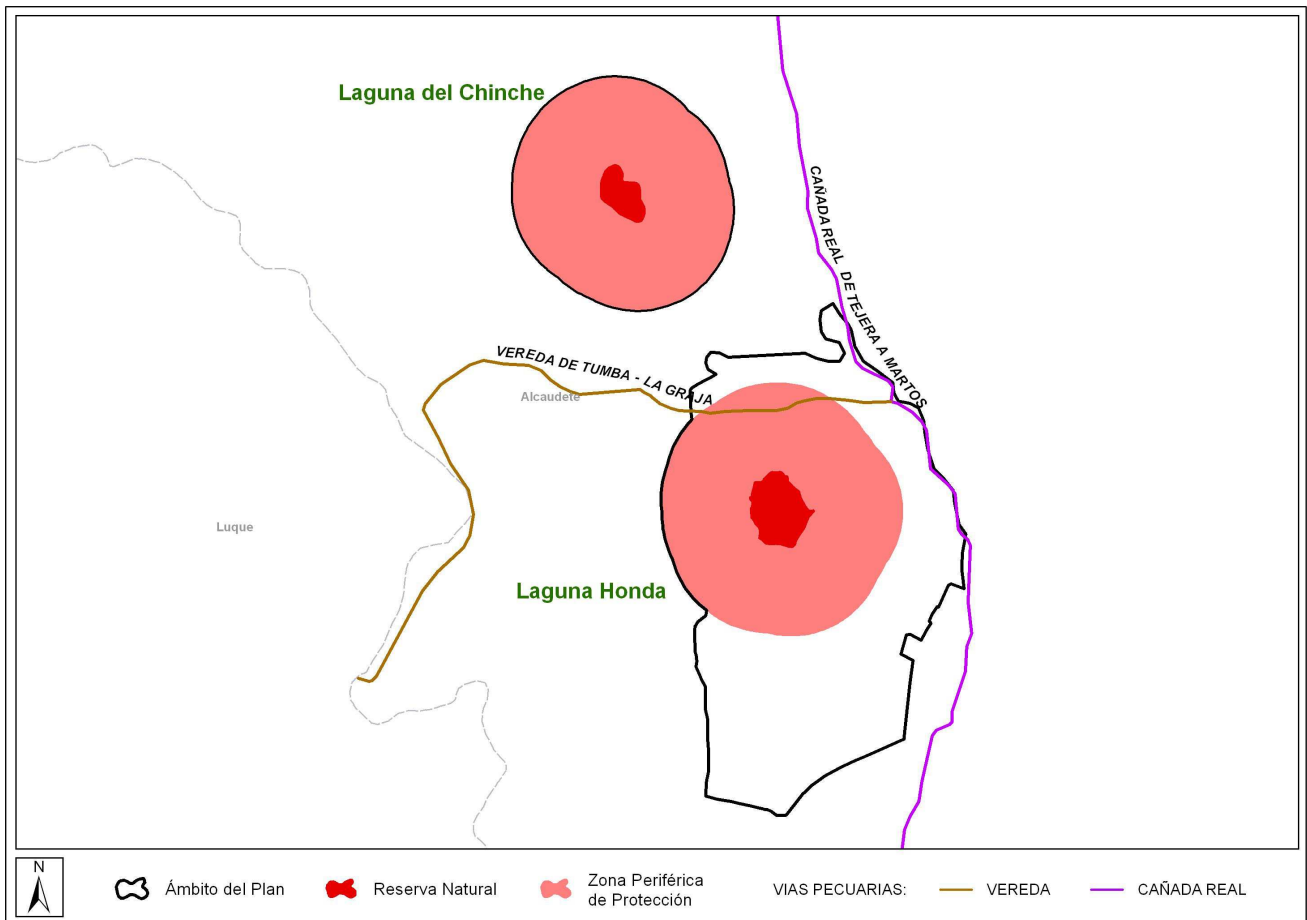 Laguna del Chinche
CAÑADA REAL DE TEJERA A MARTOS
VEREDA DE TUMBA - LA GRAJA
Alcaudete
Luque
Laguna Honda
N
Ámbito del Plan
Reserva Natural
Zona Periférica
de Protección
VIAS PECUARIAS:
VEREDA
CAÑADA REAL